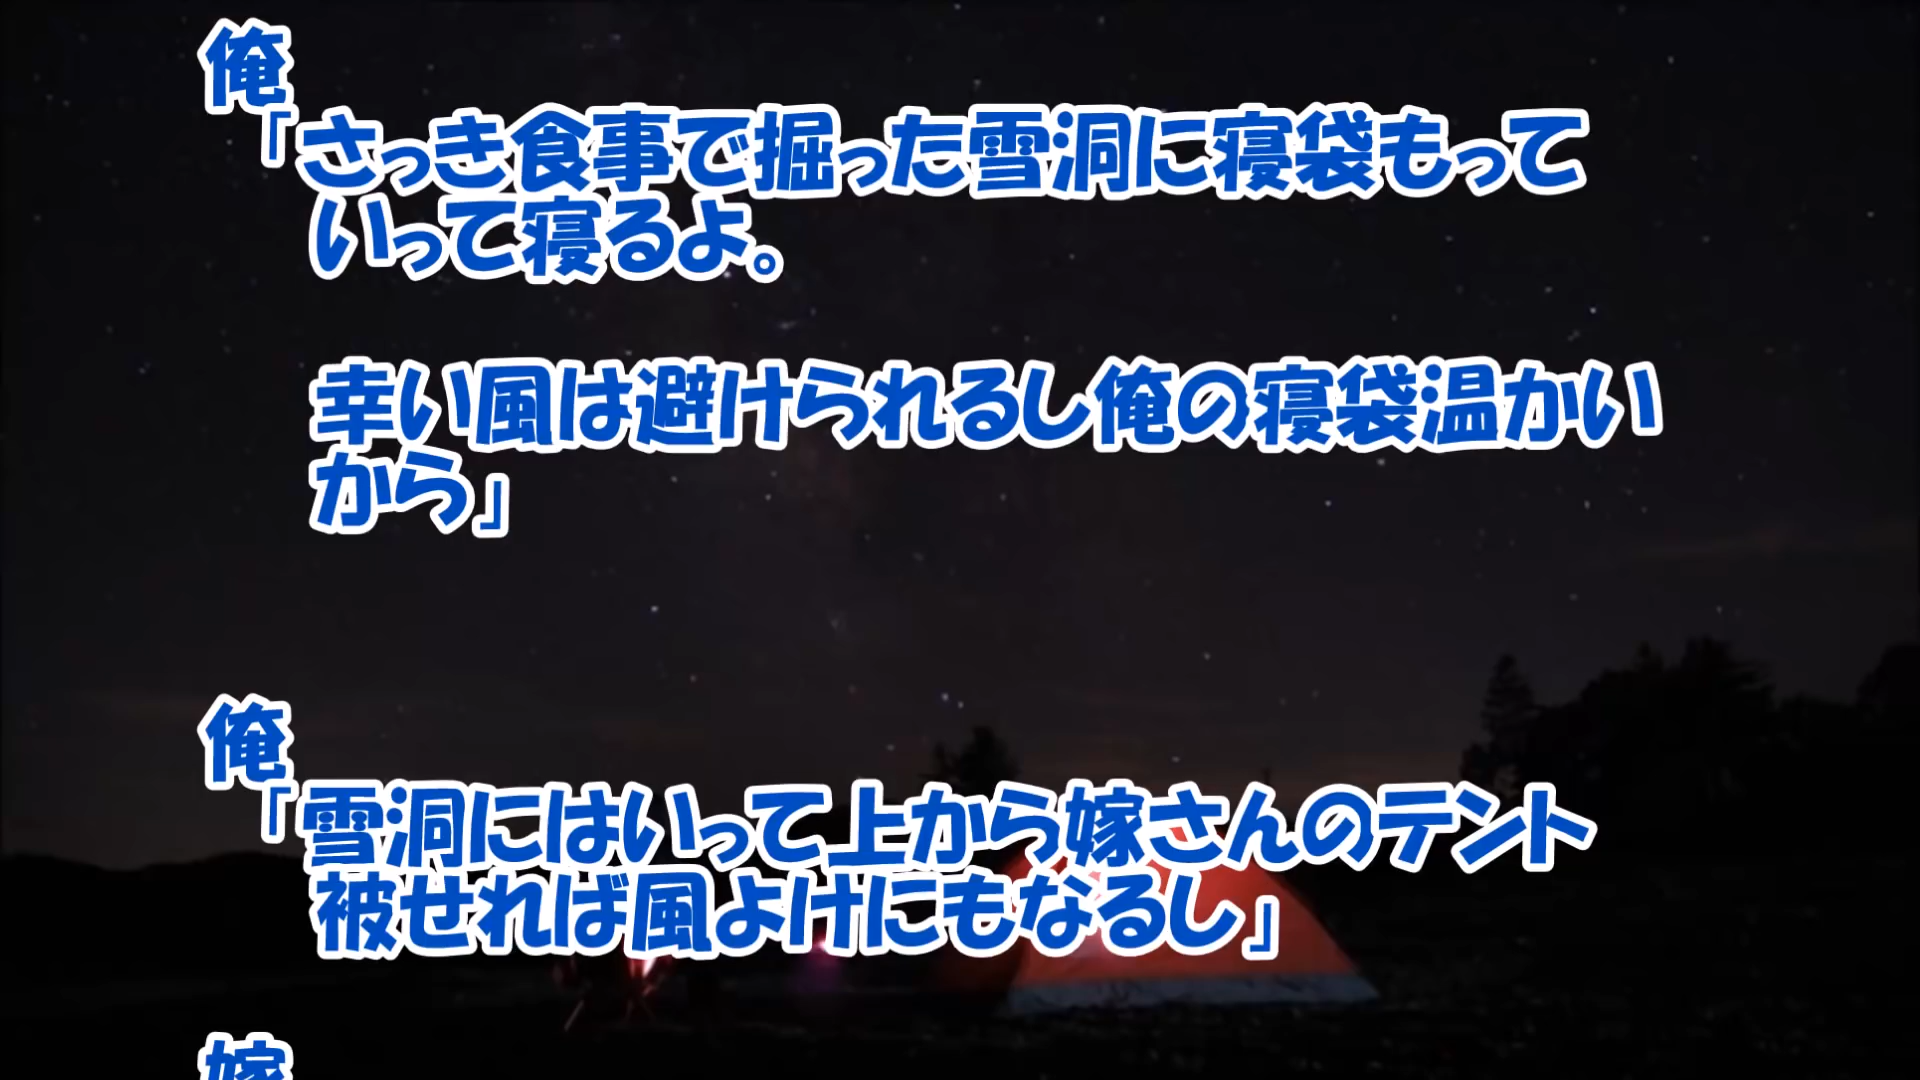 俺
「さっき食事で掘った雪洞に寝袋もって
いって寝るよ。
幸い風は避けられるし俺の寝袋温かい
から」
俺
「雪洞にはいって上から嫁さんのテント
被せれば風よけにもなるし」
嫁